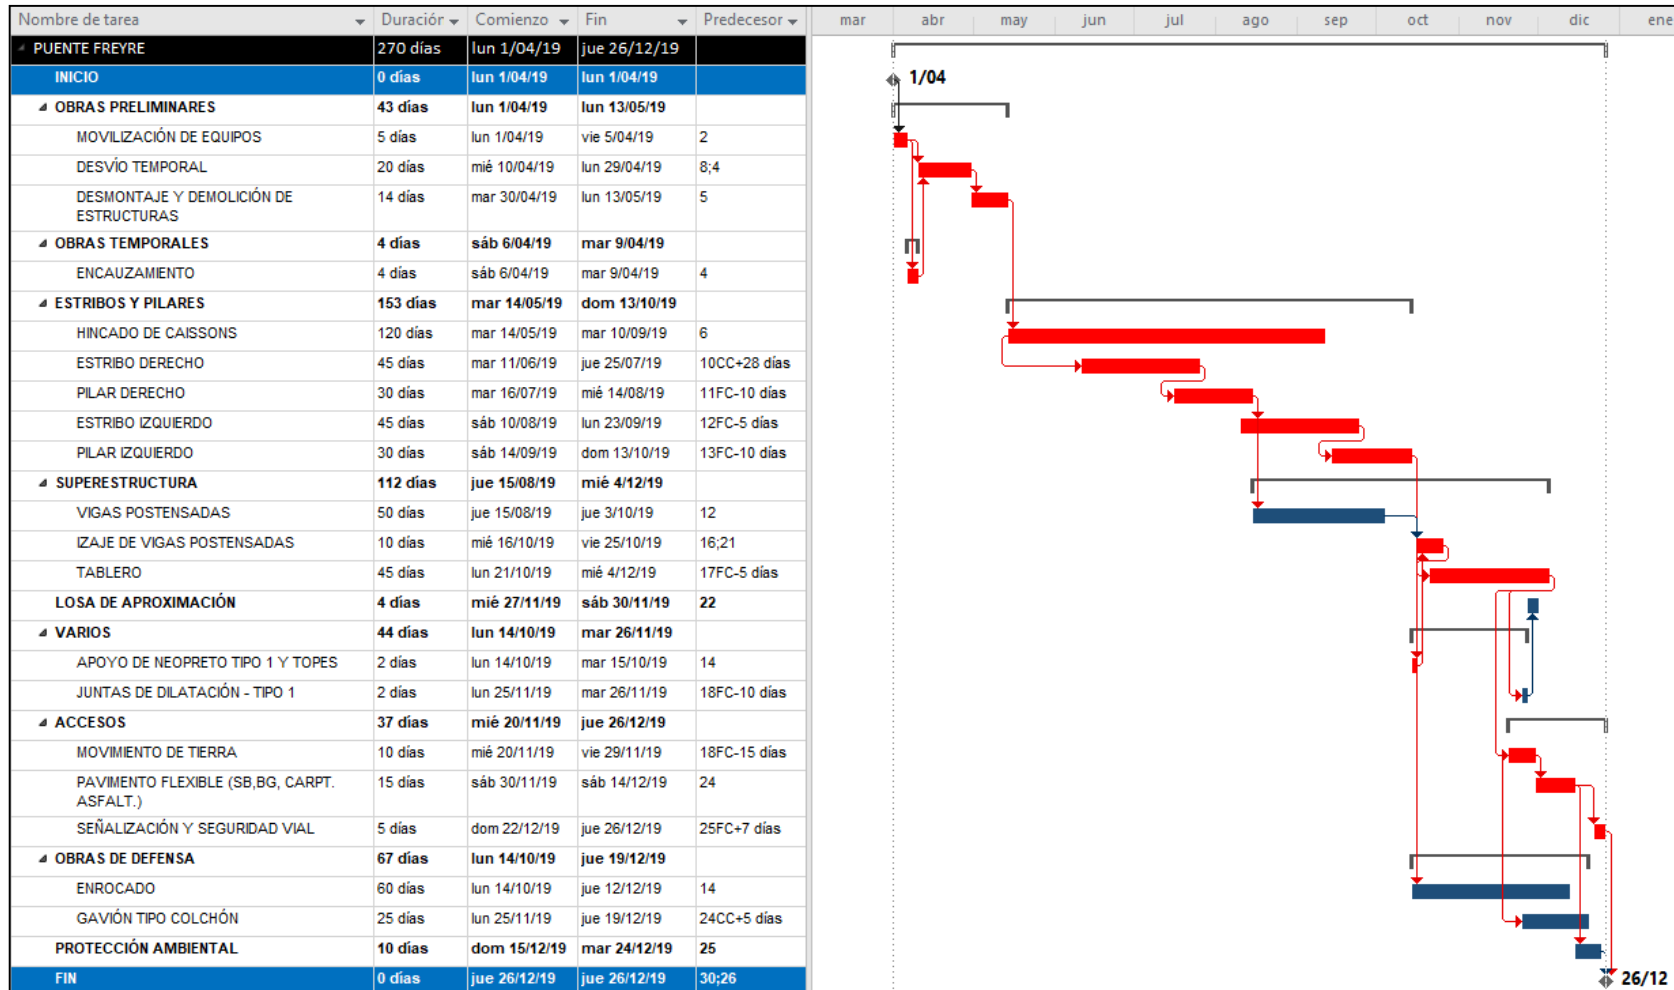 Nombre de tarea Duración Comienzo Fin Predecesor mar abr may jun jul ago sep oct nov dic ene
PUENTE FREYRE 270 días lun 1/04/19 jue 26/12/19
INICIO 0 días lun 1/04/19 lun 1/04/19 1/04
OBRAS PRELIMINARES 43 días lun 1/04/19 lun 13/05/19
MOVILIZACIÓN DE EQUIPOS 5 días lun 1/04/19 vie 5/04/19 2
DESVÍO TEMPORAL 20 días mié 10/04/19 lun 29/04/19 8;4
DESMONTAJE Y DEMOLICIÓN DE 14 días mar 30/04/19 lun 13/05/19 5
ESTRUCTURAS
OBRAS TEMPORALES 4 días sáb 6/04/19 mar 9/04/19
ENCAUZAMIENTO 4 días sáb 6/04/19 mar 9/04/19 4
ESTRIBOS Y PILARES 153 días mar 14/05/19 dom 13/10/19
HINCADO DE CAISSONS 120 días mar 14/05/19 mar 10/09/19 6
ESTRIBO DERECHO 45 días mar 11/06/19 jue 25/07/19 10CC+28 días
PILAR DERECHO 30 días mar 16/07/19 mié 14/08/19 11FC-10 días
ESTRIBO IZQUIERDO 45 días sáb 10/08/19 lun 23/09/19 12FC-5 días
PILAR IZQUIERDO 30 días sáb 14/09/19 dom 13/10/19 13FC-10 días
SUPERESTRUCTURA 112 días jue 15/08/19 mié 4/12/19
VIGAS POSTENSADAS 50 días jue 15/08/19 jue 3/10/19 12
IZAJE DE VIGAS POSTENSADAS 10 días mié 16/10/19 vie 25/10/19 16;21
TABLERO 45 días lun 21/10/19 mié 4/12/19 17FC-5 días
LOSA DE APROXIMACIÓN 4 días mié 27/11/19 sáb 30/11/19 22
VARIOS 44 días lun 14/10/19 mar 26/11/19
APOYO DE NEOPRETO TIPO 1 Y TOPES 2 días lun 14/10/19 mar 15/10/19 14
JUNTAS DE DILATACIÓN - TIPO 1 2 días lun 25/11/19 mar 26/11/19 18FC-10 días
ACCESOS 37 días mié 20/11/19 jue 26/12/19
MOVIMIENTO DE TIERRA 10 días mié 20/11/19 vie 29/11/19 18FC-15 días
PAVIMENTO FLEXIBLE (SB,BG, CARPT. 15 días sáb 30/11/19 sáb 14/12/19 24
ASFALT.)
SEÑALIZACIÓN Y SEGURIDAD VIAL 5 días dom 22/12/19 jue 26/12/19 25FC+7 días
OBRAS DE DEFENSA 67 días lun 14/10/19 jue 19/12/19
ENROCADO 60 días lun 14/10/19 jue 12/12/19 14
GAVIÓN TIPO COLCHÓN 25 días lun 25/11/19 jue 19/12/19 24CC+5 días
PROTECCIÓN AMBIENTAL 10 días dom 15/12/19 mar 24/12/19 25
FIN 0 días jue 26/12/19 jue 26/12/19 30;26 26/12